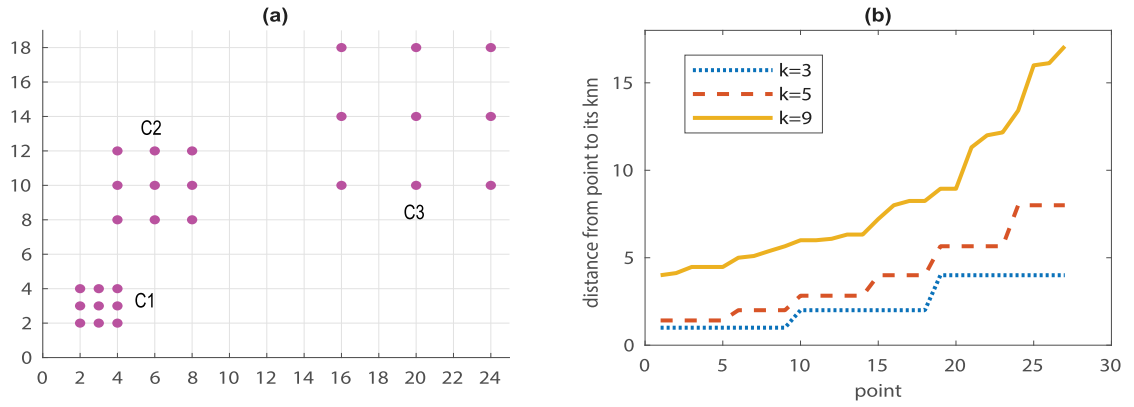 (a)
18
16
14
12
10
8
6
4
2
0
C2
C3
C1
0 2 4 6 8 10 12 14 16 18 20 22 24
(b)
distance from point to its knn
15
10
5
0
k=3
k=5
k=9
0 5 10 15 20 25 30
point